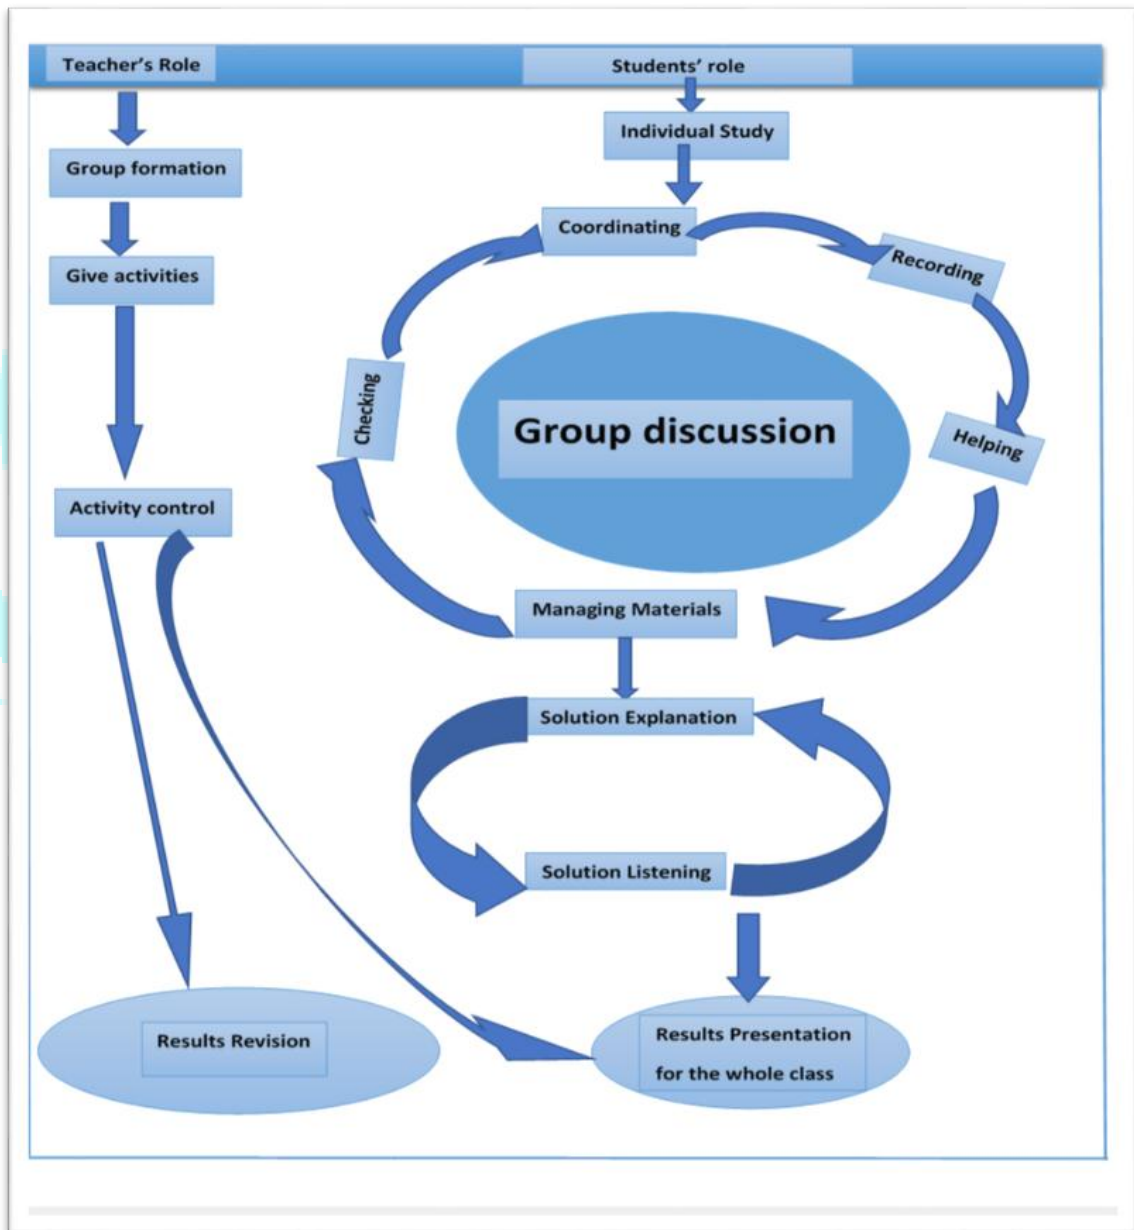 Teacher's Role
Students' role
Individual Study
Group formation
Coordinating
Recording
Give activities
Checking
Group discussion
Helping
Activity control
Managing Materials
Solution Explanation
Solution Listening
Results Revision
Results Presentation
for the whole class